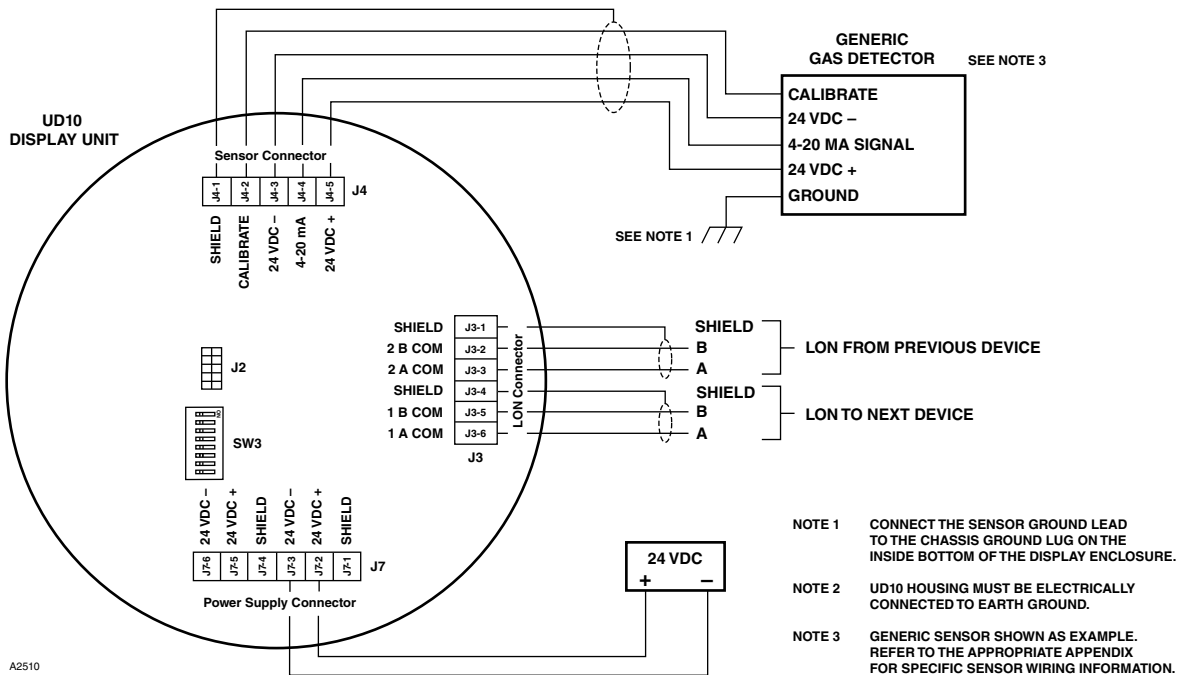 GENERIC
GAS DETECTOR
SEE NOTE 3
CALIBRATE
24 VDC –
4-20 MA SIGNAL
24 VDC +
GROUND
SEE NOTE 1
UD10
DISPLAY UNIT
Sensor Connector
J4-1
J4-2
J4-3
J4-4
J4-5
J4
SHIELD
CALIBRATE
24 VDC –
4-20 mA
24 VDC +
SHIELD
2 B COM
2 A COM
SHIELD
1 B COM
1 A COM
J3-1
J3-2
J3-3
J3-4
J3-5
J3-6
J3
LON Connector
SHIELD
B
A
LON FROM PREVIOUS DEVICE
SHIELD
B
A
LON TO NEXT DEVICE
J2
ON
SW3
24 VDC –
24 VDC +
SHIELD
24 VDC –
24 VDC +
SHIELD
J7-6
J7-5
J7-4
J7-3
J7-2
J7-1
J7
Power Supply Connector
24 VDC
+
–
NOTE 1 CONNECT THE SENSOR GROUND LEAD
TO THE CHASSIS GROUND LUG ON THE
INSIDE BOTTOM OF THE DISPLAY ENCLOSURE.
NOTE 2 UD10 HOUSING MUST BE ELECTRICALLY
CONNECTED TO EARTH GROUND.
NOTE 3 GENERIC SENSOR SHOWN AS EXAMPLE.
REFER TO THE APPROPRIATE APPENDIX
FOR SPECIFIC SENSOR WIRING INFORMATION.
A2510